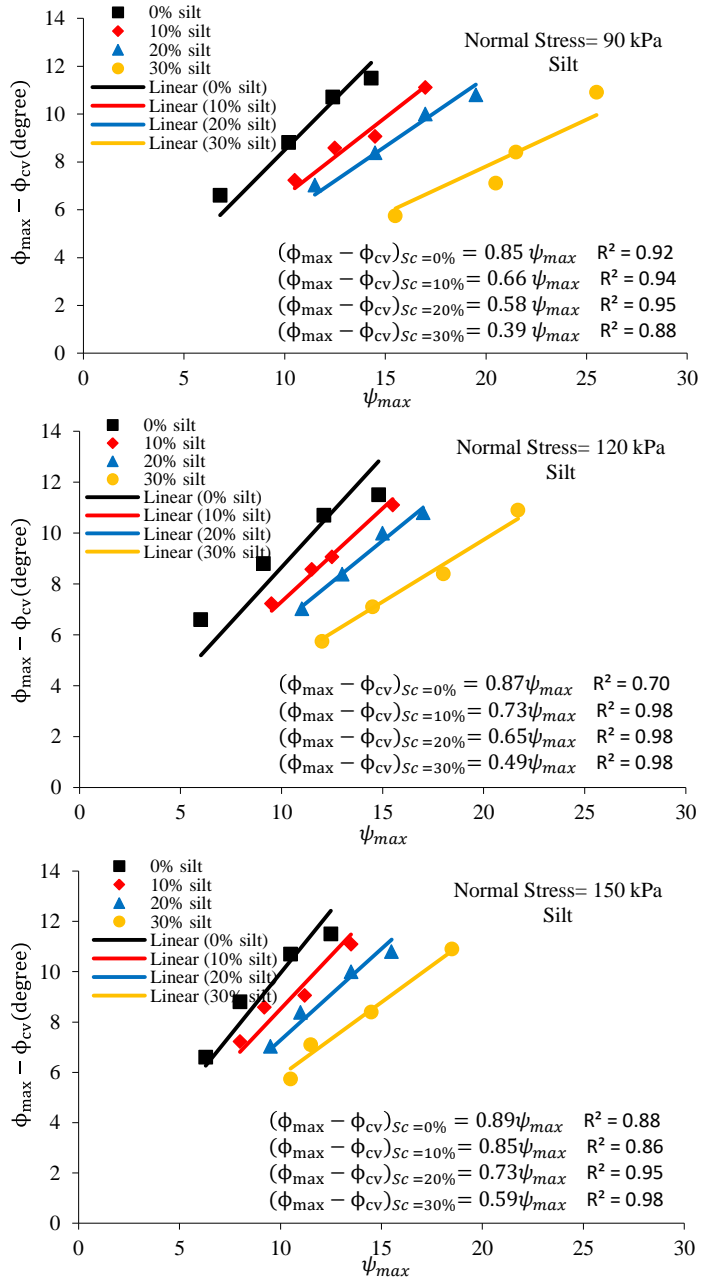 14
12
10
8
6
4
2
0
0
5
10
15
20
25
30
ϕmax − ϕcv(degree)
ψmax
0% silt
10% silt
20% silt
30% silt
Linear (0% silt)
Linear (10% silt)
Linear (20% silt)
Linear (30% silt)
Normal Stress= 90 kPa
Silt
(ϕmax − ϕcv)Sc=0% = 0.85 ψmax R² = 0.92
(ϕmax − ϕcv)Sc=10% = 0.66 ψmax R² = 0.94
(ϕmax − ϕcv)Sc=20% = 0.58 ψmax R² = 0.95
(ϕmax − ϕcv)Sc=30% = 0.39 ψmax R² = 0.88
14
12
10
8
6
4
2
0
0
5
10
15
20
25
30
ϕmax − ϕcv(degree)
ψmax
0% silt
10% silt
20% silt
30% silt
Linear (0% silt)
Linear (10% silt)
Linear (20% silt)
Linear (30% silt)
Normal Stress= 120 kPa
Silt
(ϕmax − ϕcv)Sc=0% = 0.87ψmax R² = 0.70
(ϕmax − ϕcv)Sc=10% = 0.73ψmax R² = 0.98
(ϕmax − ϕcv)Sc=20% = 0.65ψmax R² = 0.98
(ϕmax − ϕcv)Sc=30% = 0.49ψmax R² = 0.98
14
12
10
8
6
4
2
0
0
5
10
15
20
25
30
ϕmax − ϕcv(degree)
ψmax
0% silt
10% silt
20% silt
30% silt
Linear (0% silt)
Linear (10% silt)
Linear (20% silt)
Linear (30% silt)
Normal Stress= 150 kPa
Silt
(ϕmax − ϕcv)Sc=0% = 0.89ψmax R² = 0.88
(ϕmax − ϕcv)Sc=10% = 0.85ψmax R² = 0.86
(ϕmax − ϕcv)Sc=20% = 0.73ψmax R² = 0.95
(ϕmax − ϕcv)Sc=30% = 0.59ψmax R² = 0.98